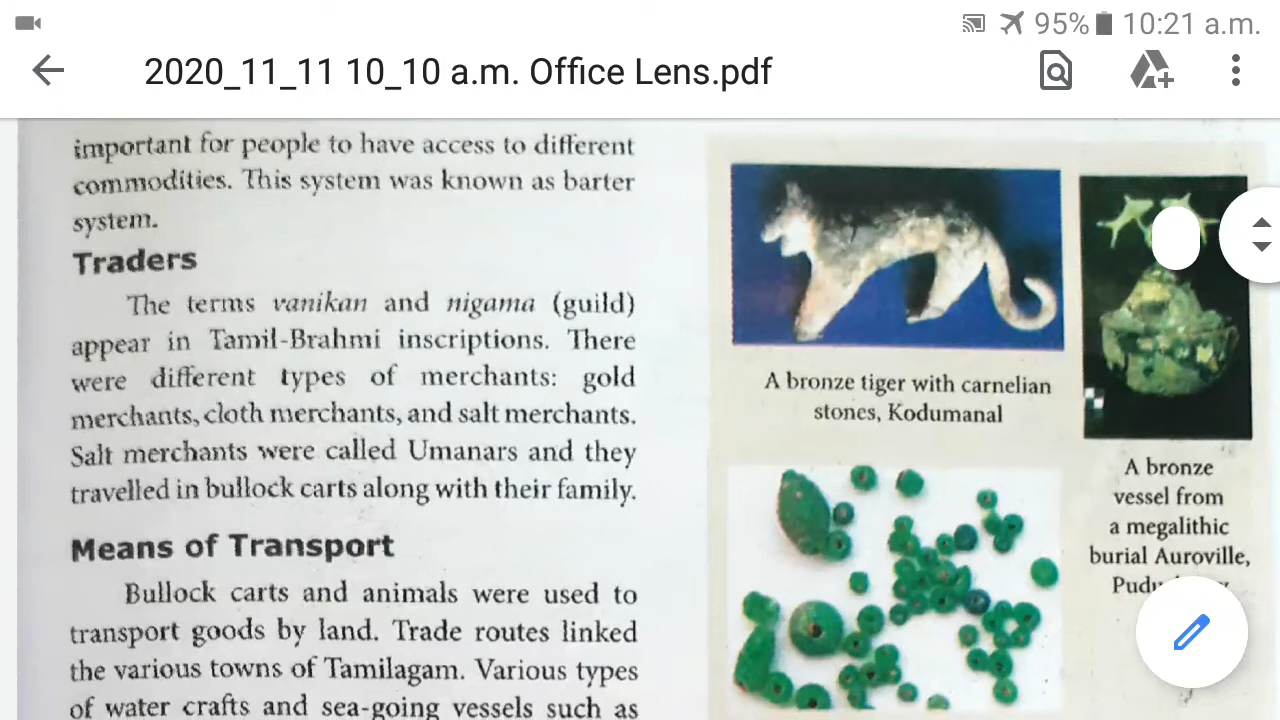 95% 10:21 a.m.
2020_11_11 10_10 a.m. Office Lens.pdf
important for people to have access to different
commodities. This system was known as barter
system.
Traders
The terms vanikan and nigama (guild)
appear in Tamil-Brahmi inscriptions. There
were different types of merchants: gold
merchants, cloth merchants, and salt merchants.
Salt merchants were called Umanars and they
travelled in bullock carts along with their family.
Means of Transport
Bullock carts and animals were used to
transport goods by land. Trade routes linked
the various towns of Tamilagam. Various types
of water crafts and sea-going vessels such as
A bronze tiger with carnelian
stones, Kodumanal
A bronze
vessel from
a megalithic
burial Auroville,